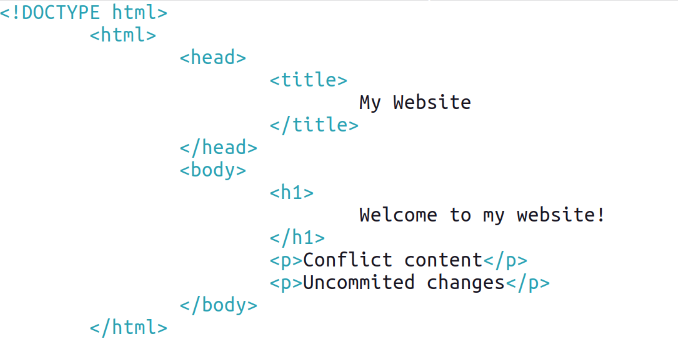 <!DOCTYPE html>
<html>
<head>
<title>
My Website
</title>
</head>
<body>
<h1>
Welcome to my website!
</h1>
<p>Conflict content</p>
<p>Uncommited changes</p>
</body>
</html>